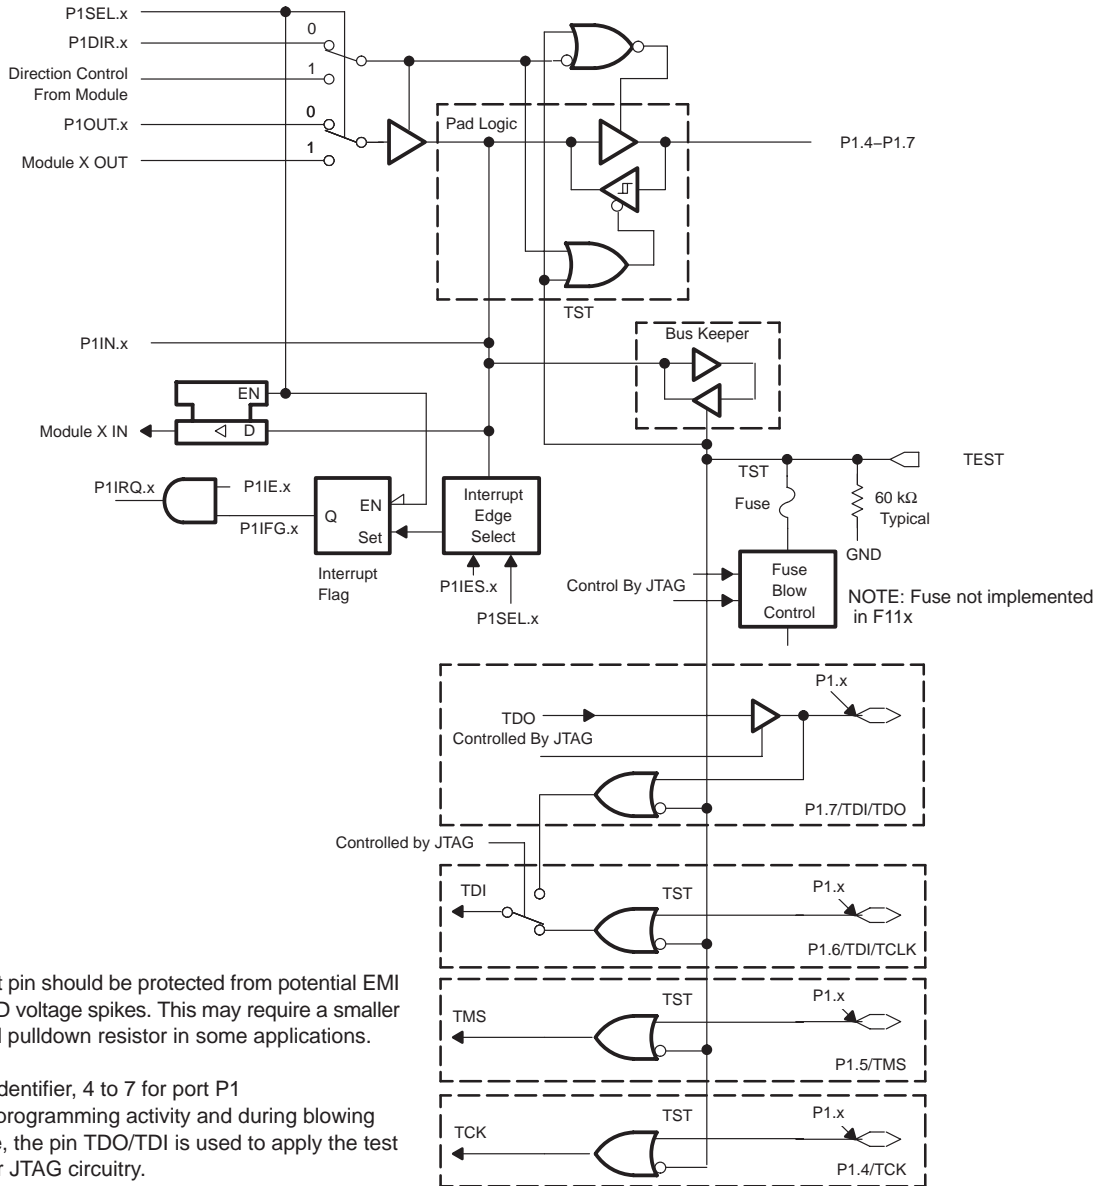 P1SEL.x
P1DIR.x
0
Direction Control
From Module
1
P1OUT.x
0
Module X OUT
1
Pad Logic
P1.4–P1.7
TST
P1IN.x
Bus Keeper
EN
Module X IN
D
TEST
TST
Fuse
60 kΩ
Typical
GND
P1IRQ.x
P1IE.x
P1IFG.x
Q
EN
Set
Interrupt
Flag
Interrupt
Edge
Select
P1IES.x
P1SEL.x
Control By JTAG
Fuse
Blow
Control
NOTE: Fuse not implemented
in F11x
P1.x
TDO
Controlled By JTAG
P1.7/TDI/TDO
Controlled by JTAG
TDI
TST
P1.x
P1.6/TDI/TCLK
TMS
TST
P1.x
P1.5/TMS
TCK
TST
P1.x
P1.4/TCK
t pin should be protected from potential EMI
D voltage spikes. This may require a smaller
l pulldown resistor in some applications.
dentifier, 4 to 7 for port P1
programming activity and during blowing
e, the pin TDO/TDI is used to apply the test
r JTAG circuitry.